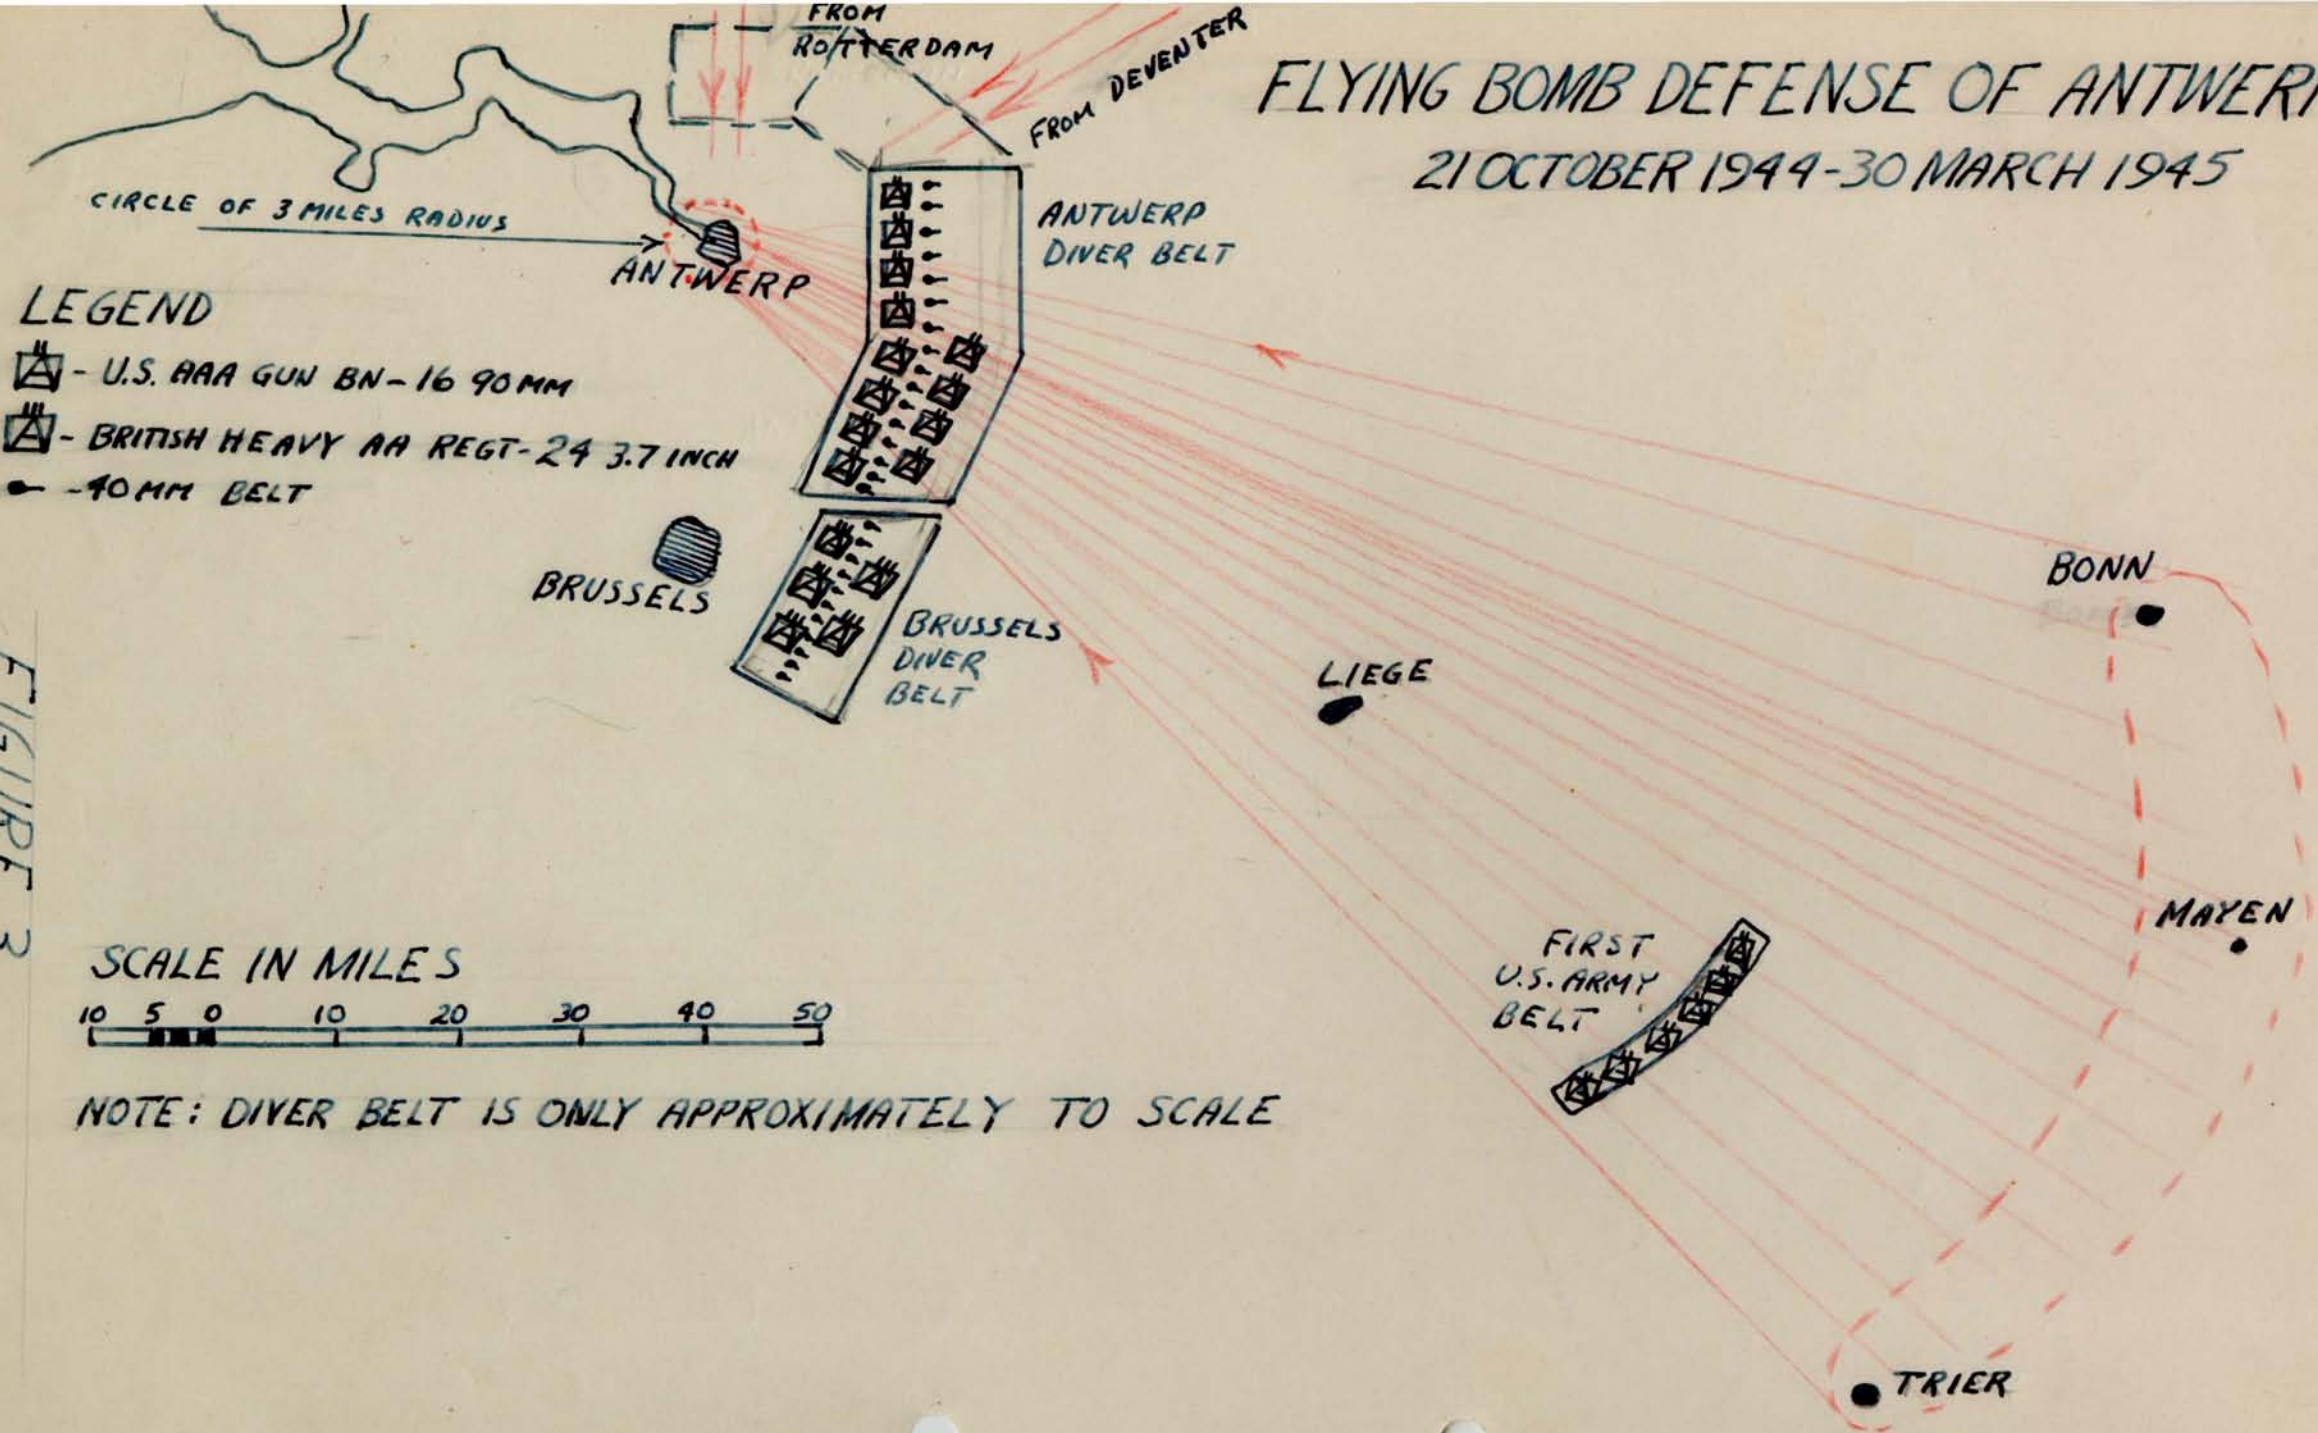 FROM
ROTTERDAM
FROM DEVENTER
FLYING BOMB DEFENSE OF ANTWERP
21 OCTOBER 1944-30 MARCH 1945
CIRCLE OF 3 MILES RADIUS
ANTWERP
ANTWERP
DIVER BELT
LEGEND
- U.S. AAA GUN BN-16 90MM
- BRITISH HEAVY AA REGT-24 3.7 INCH
-40MM BELT
BRUSSELS
BRUSSELS
DIVER
BELT
LIEGE
BONN
MAYEN
FIRST
U.S. ARMY
BELT
TRIER
SCALE IN MILES
10 5 0 10 20 30 40 50
NOTE: DIVER BELT IS ONLY APPROXIMATELY TO SCALE
FIGURE 3